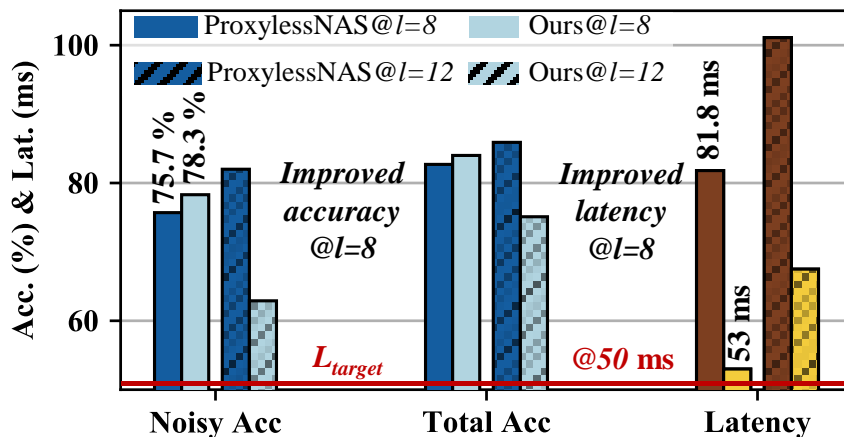 ProxylessNAS@l=8 Ours@l=8
ProxylessNAS@l=12 Ours@l=12
Acc. (%) & Lat. (ms)
100
80
60
75.7 %
78.3 %
Improved
accuracy
@l=8
Improved
latency
@l=8
81.8 ms
53 ms
L_target
@50 ms
Noisy Acc Total Acc Latency